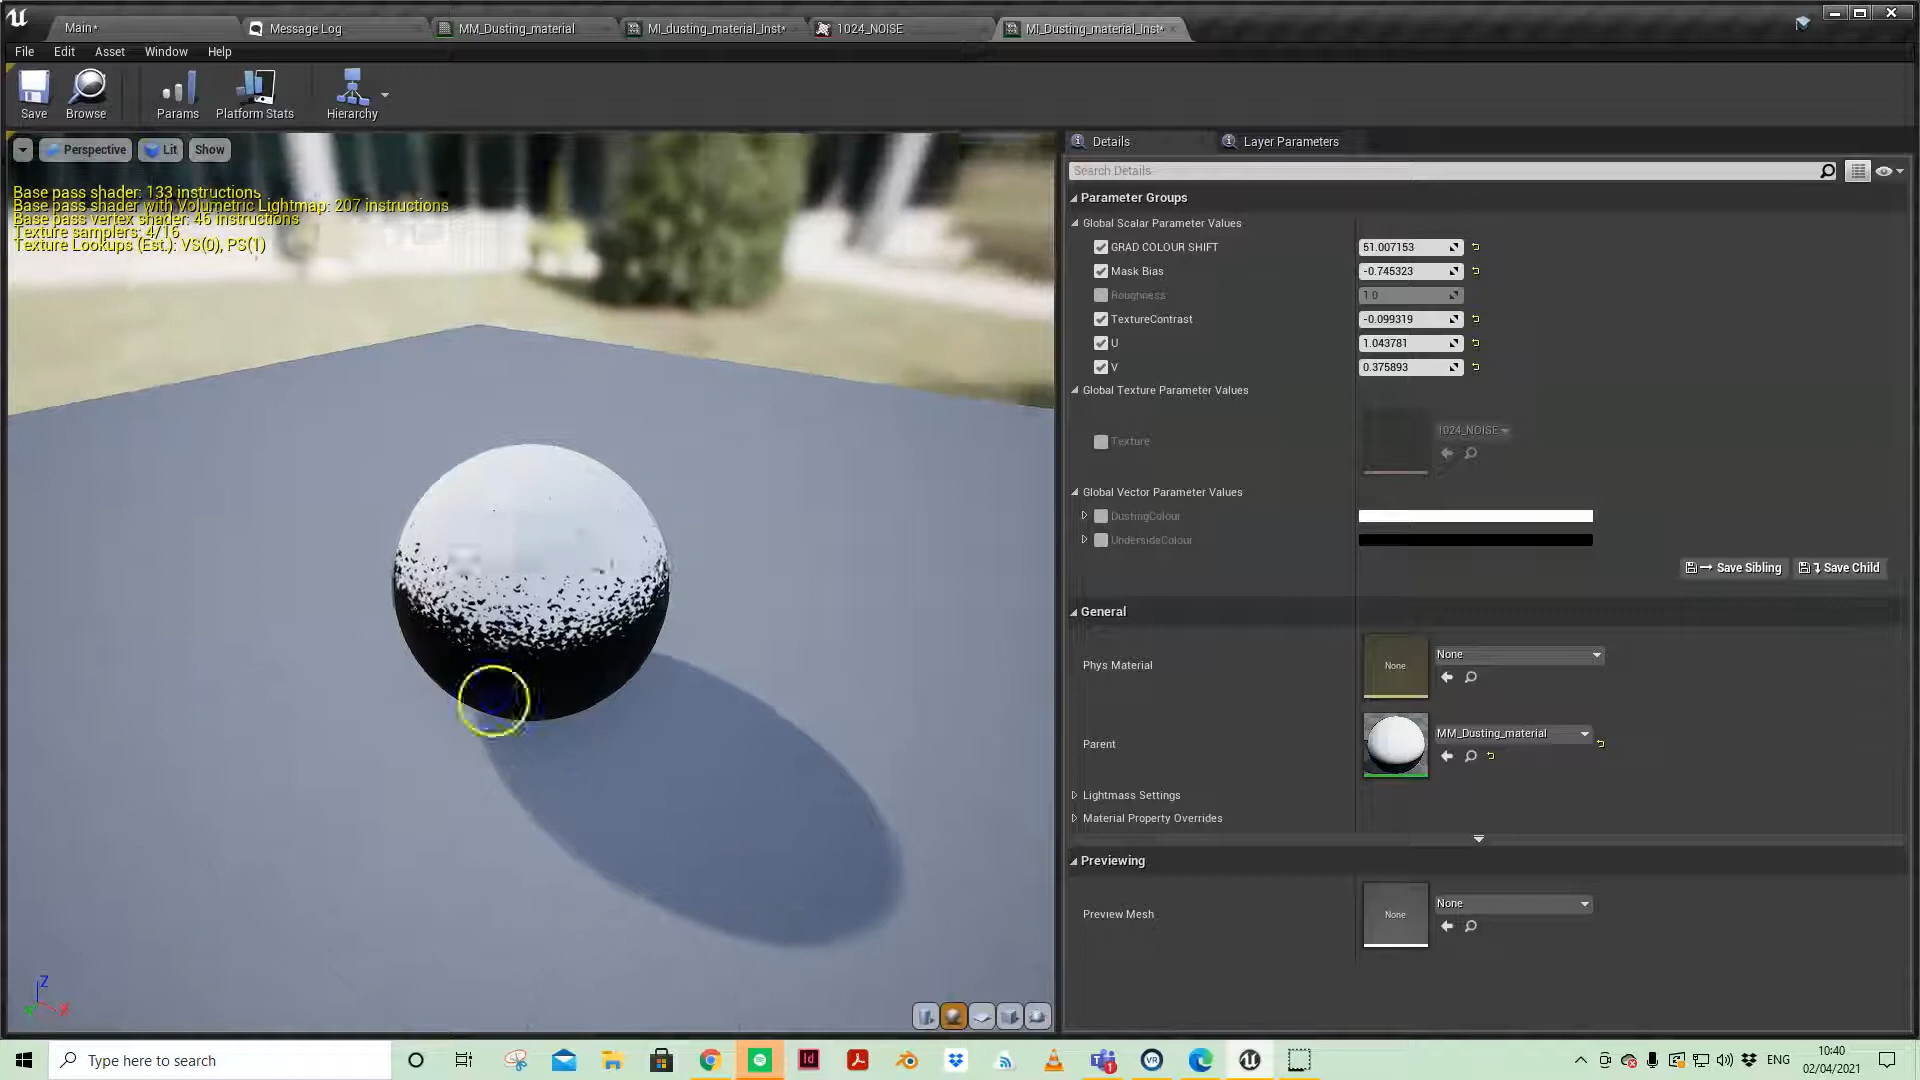 Main*
Message Log
MM_Dusting_material
MI_dusting_material_Inst*
1024_NOISE
MI_Dusting_material_Inst*
File Edit Asset Window Help
Save
Browse
Params
Platform Stats
Hierarchy
Perspective
Lit
Show
Base pass shader: 133 instructions
Base pass shader with Volumetric Lightmap: 207 instructions
Base pass vertex shader: 46 instructions
Texture samplers: 4/16
Texture Lookups (Est.): VS(0), PS(1)
Z
X
Details
Layer Parameters
Search Details
Parameter Groups
Global Scalar Parameter Values
GRAD COLOUR SHIFT 51.007153
Mask Bias -0.745323
Roughness 1.0
TextureContrast -0.099319
U 1.043781
V 0.375893
Global Texture Parameter Values
Texture
1024_NOISE
Global Vector Parameter Values
DustingColour
UndersideColour
Save Sibling
Save Child
General
Phys Material
None
None
Parent
MM_Dusting_material
Lightmass Settings
Material Property Overrides
Previewing
Preview Mesh
None
None
Type here to search
Id
VR
1
ENG
10:40
02/04/2021